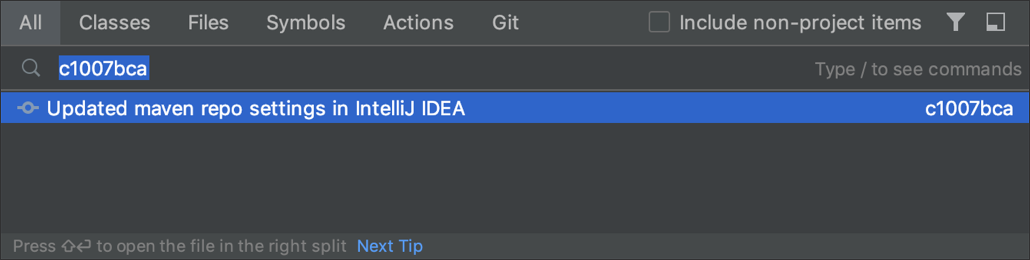 All Classes Files Symbols Actions Git Include non-project items
c1007bca Type / to see commands
Updated maven repo settings in IntelliJ IDEA c1007bca
Press ⇧⏎ to open the file in the right split Next Tip